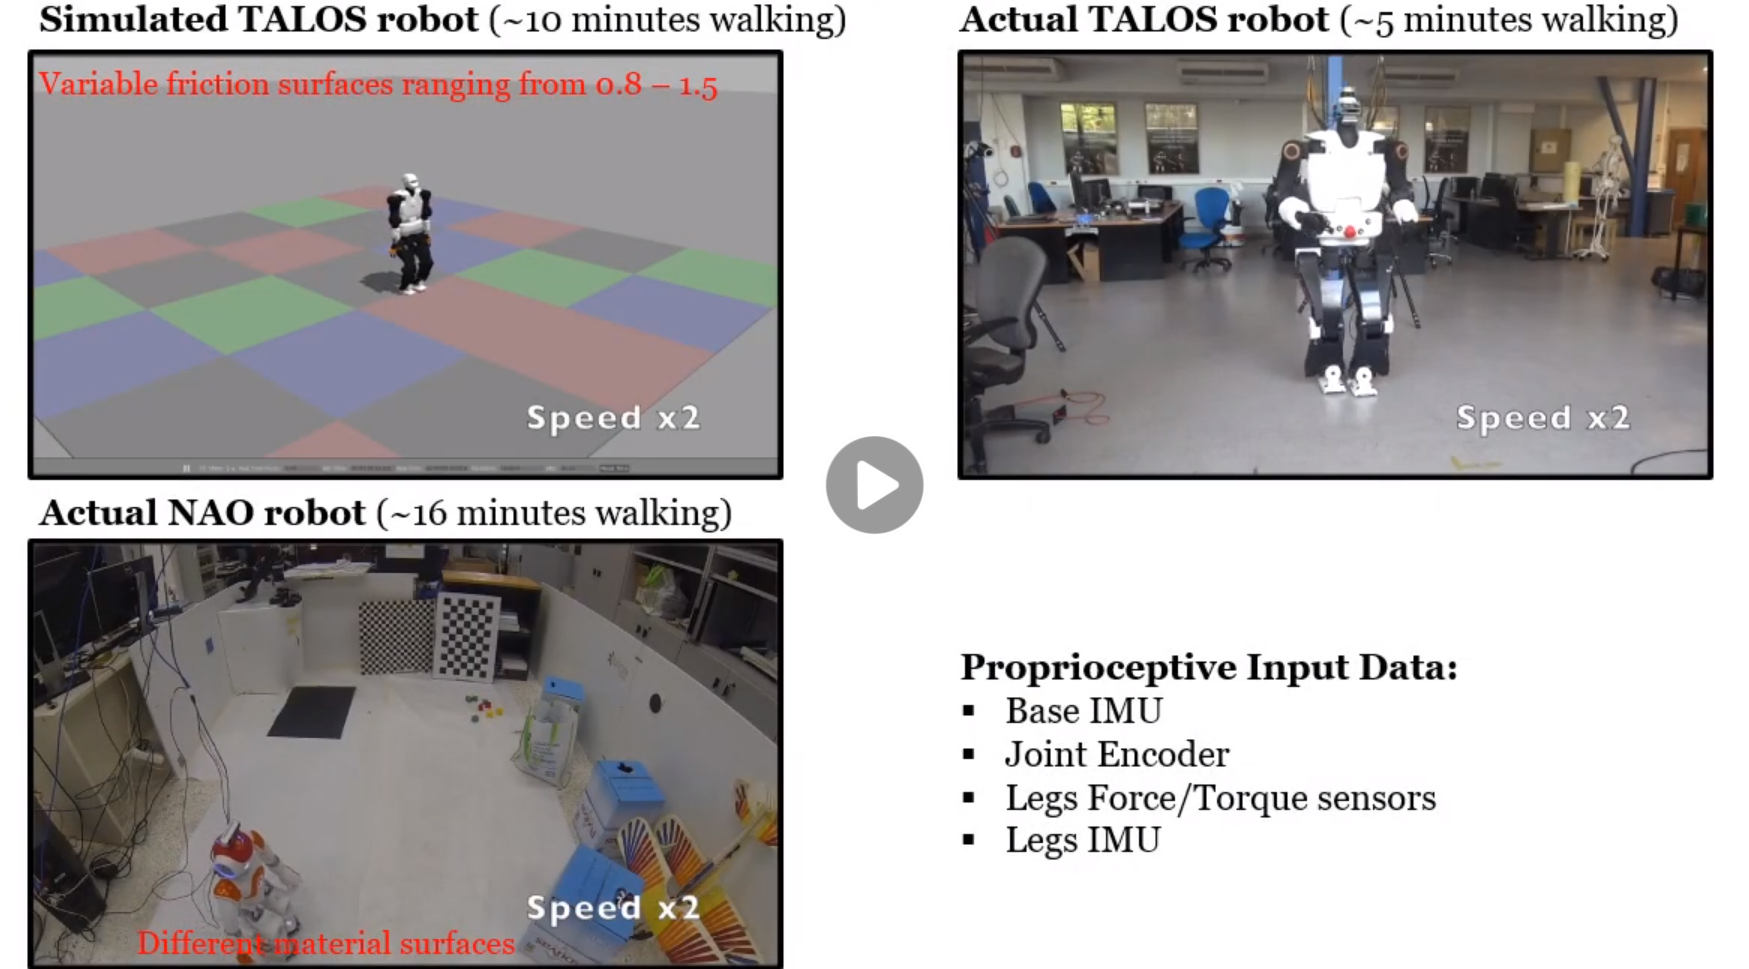 Simulated TALOS robot (~10 minutes walking)
Variable friction surfaces ranging from 0.8 – 1.5
Speed x2
Actual TALOS robot (~5 minutes walking)
Speed x2
Actual NAO robot (~16 minutes walking)
Speed x2
Different material surfaces
Proprioceptive Input Data:
▪ Base IMU
▪ Joint Encoder
▪ Legs Force/Torque sensors
▪ Legs IMU